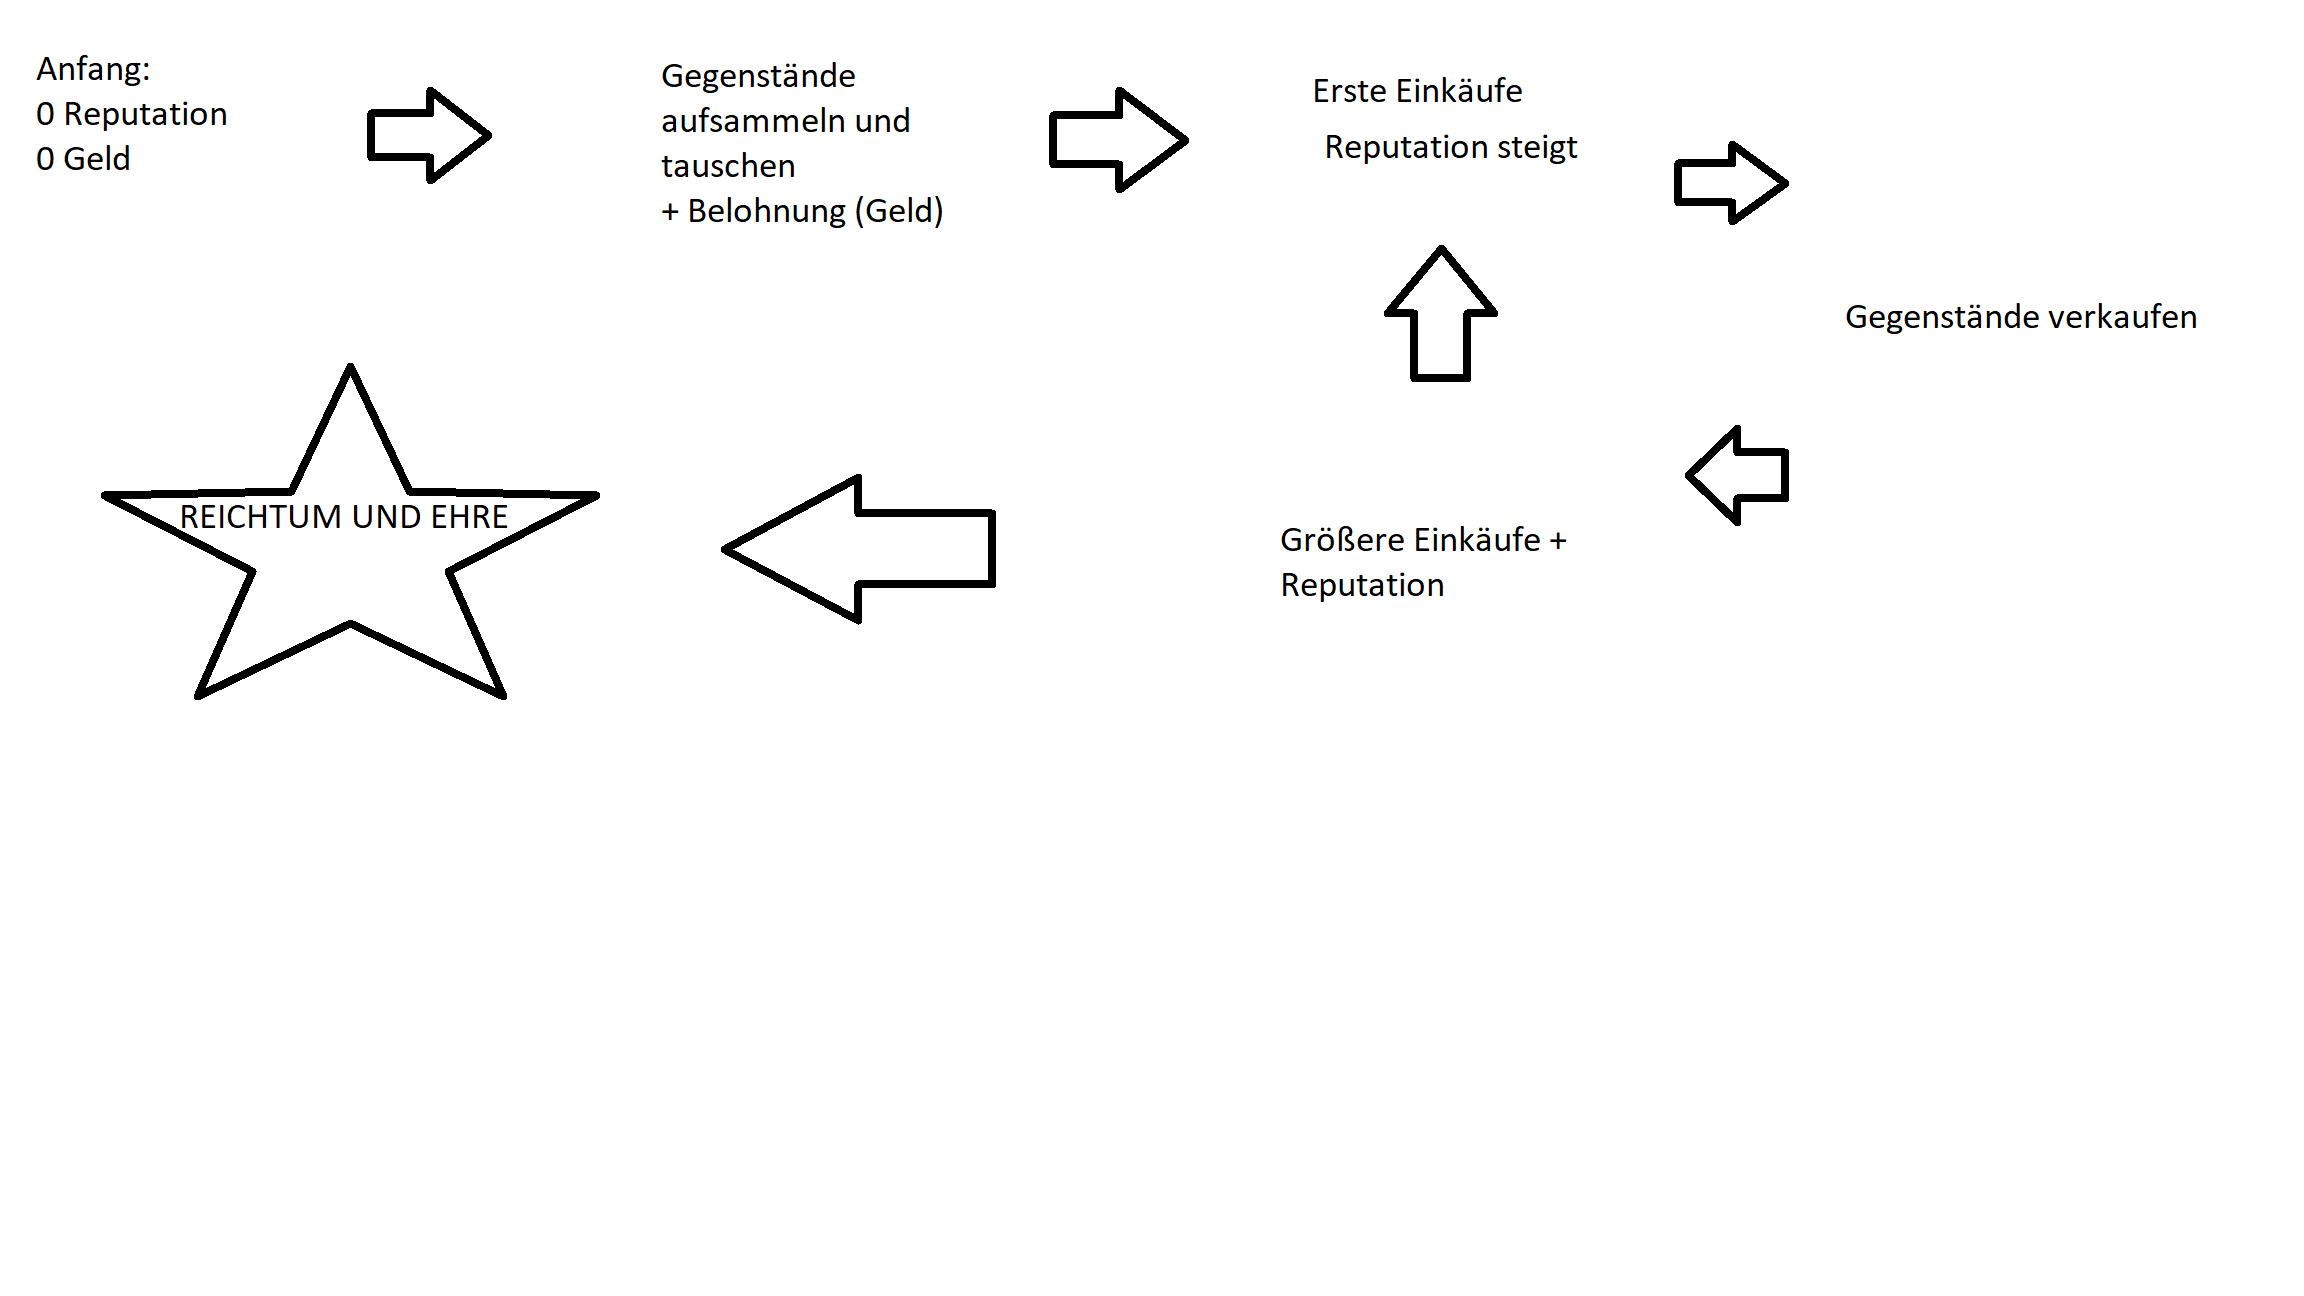 Anfang:
0 Reputation
0 Geld
Gegenstände
aufsammeln und
tauschen
+ Belohnung (Geld)
Erste Einkäufe
Reputation steigt
Gegenstände verkaufen
Größere Einkäufe +
Reputation
REICHTUM UND EHRE